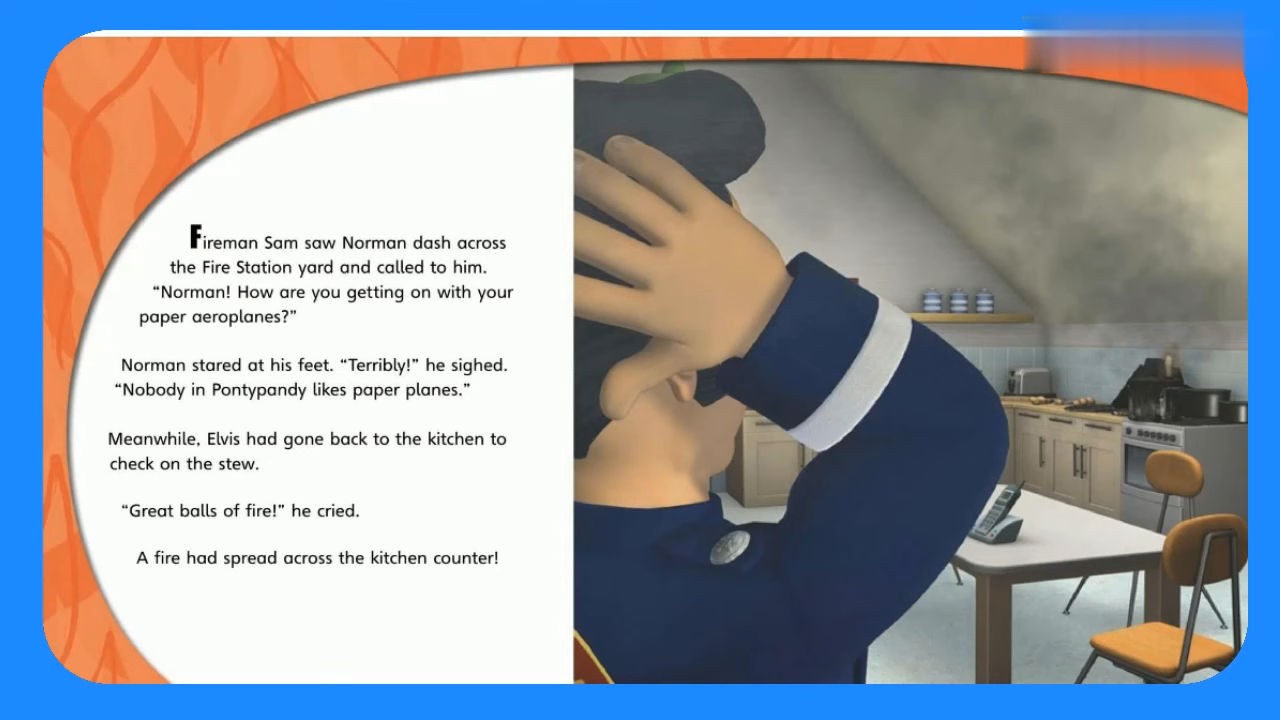 Fireman Sam saw Norman dash across
the Fire Station yard and called to him.
“Norman! How are you getting on with your
paper aeroplanes?”
Norman stared at his feet. “Terribly!” he sighed.
“Nobody in Pontypandy likes paper planes.”
Meanwhile, Elvis had gone back to the kitchen to
check on the stew.
“Great balls of fire!” he cried.
A fire had spread across the kitchen counter!